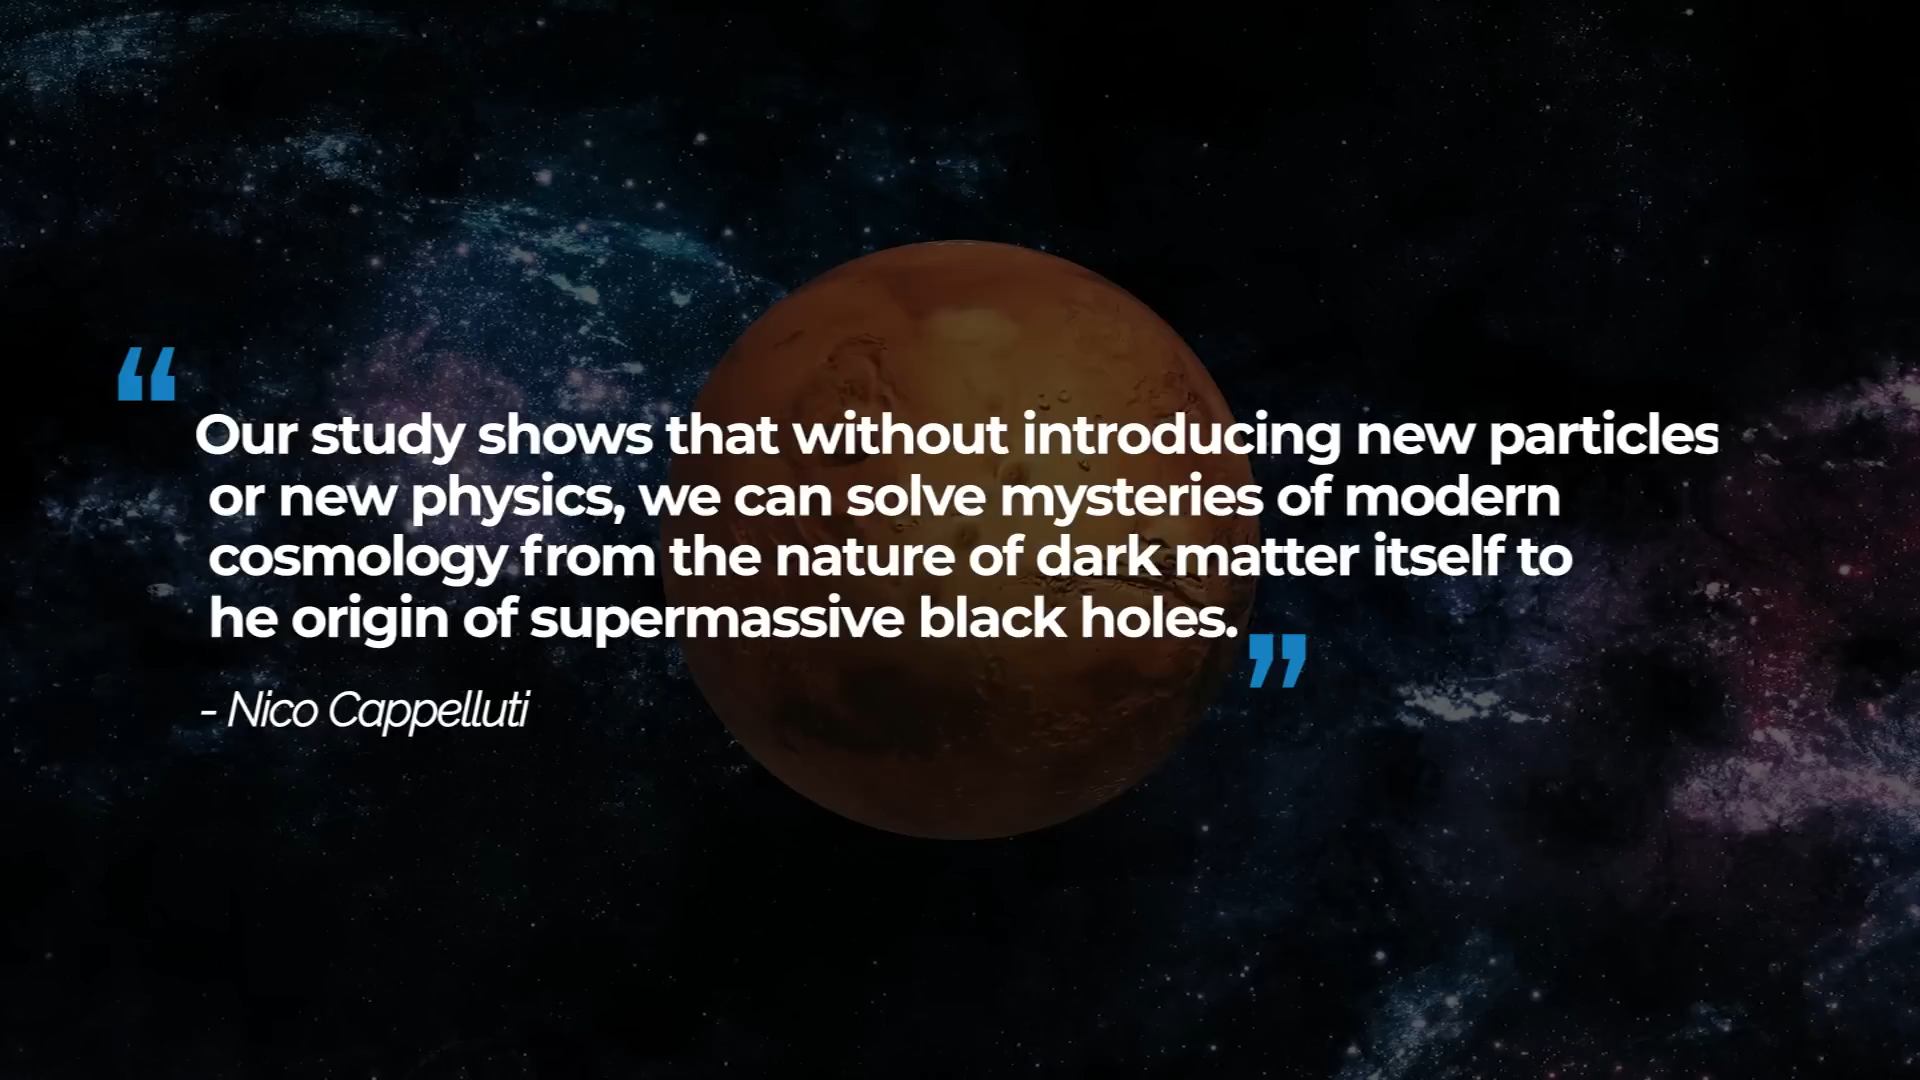 “
Our study shows that without introducing new particles
or new physics, we can solve mysteries of modern
cosmology from the nature of dark matter itself to
he origin of supermassive black holes.
”
- Nico Cappelluti